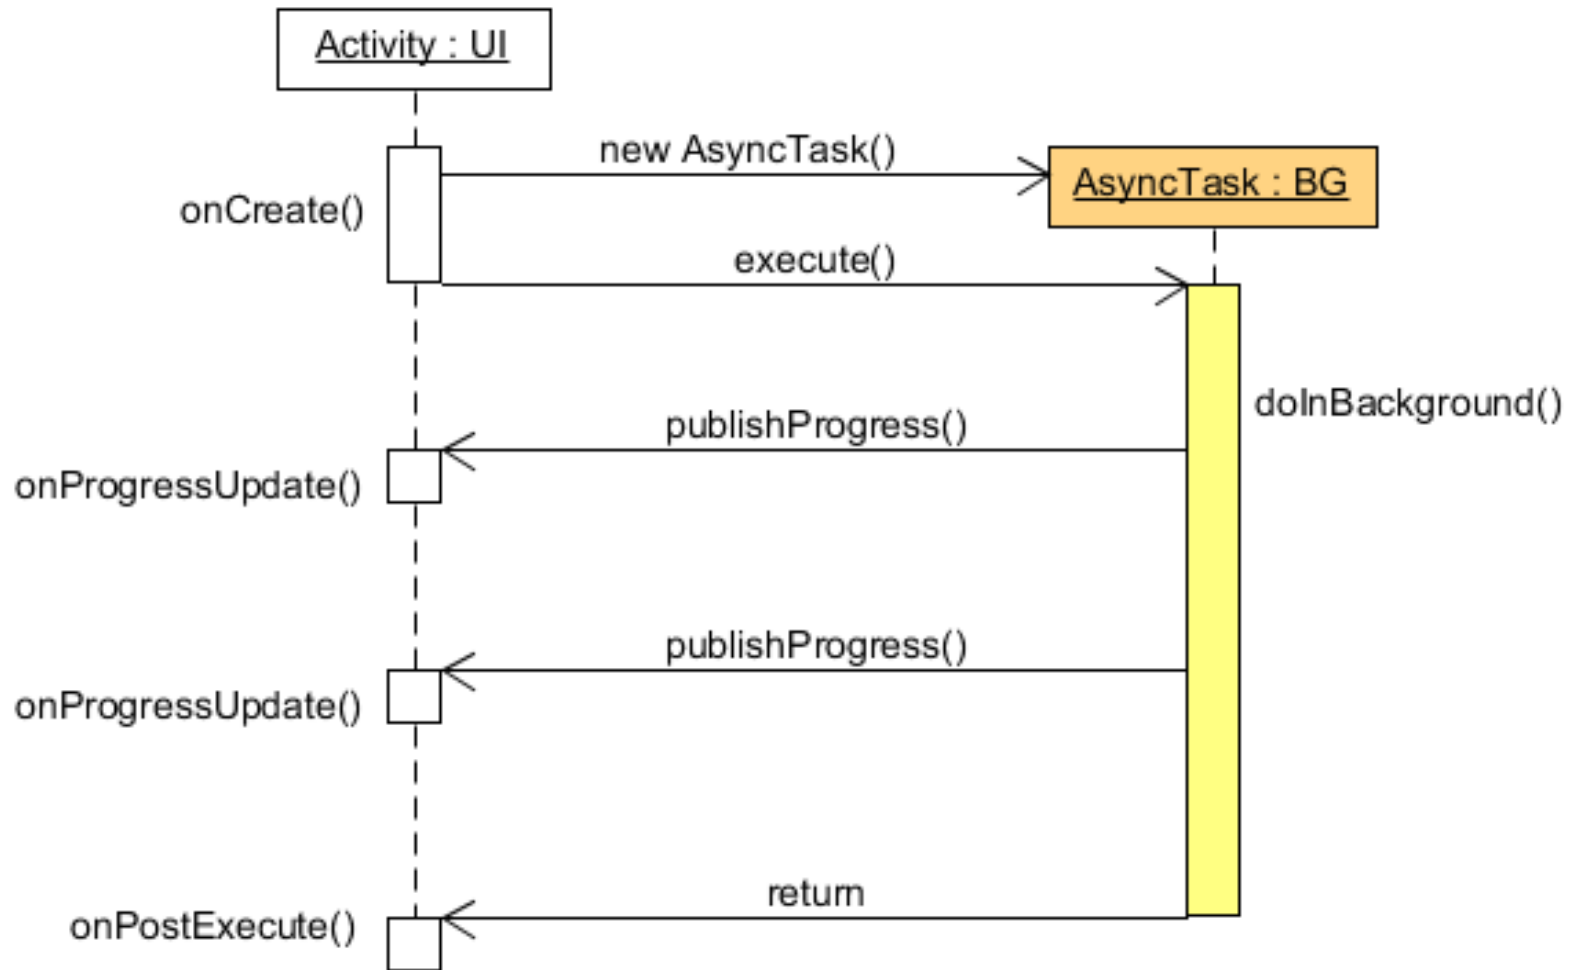 Activity : UI
new AsyncTask()
AsyncTask : BG
onCreate()
execute()
doInBackground()
publishProgress()
onProgressUpdate()
publishProgress()
onProgressUpdate()
return
onPostExecute()